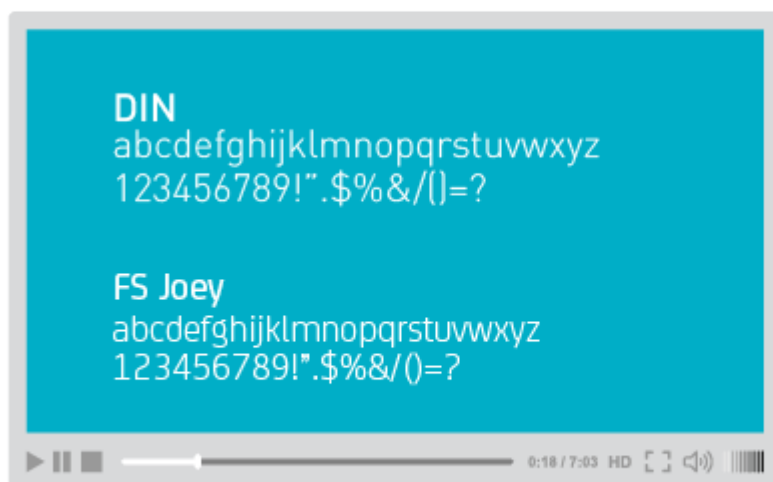 DIN
abcdefghijklmnopqrstuvwxyz
123456789!”.$%&/()=?
FS Joey
abcdefghijklmnopqrstuvwxyz
123456789!”.$%&/()=?
0:18 / 7:03 HD